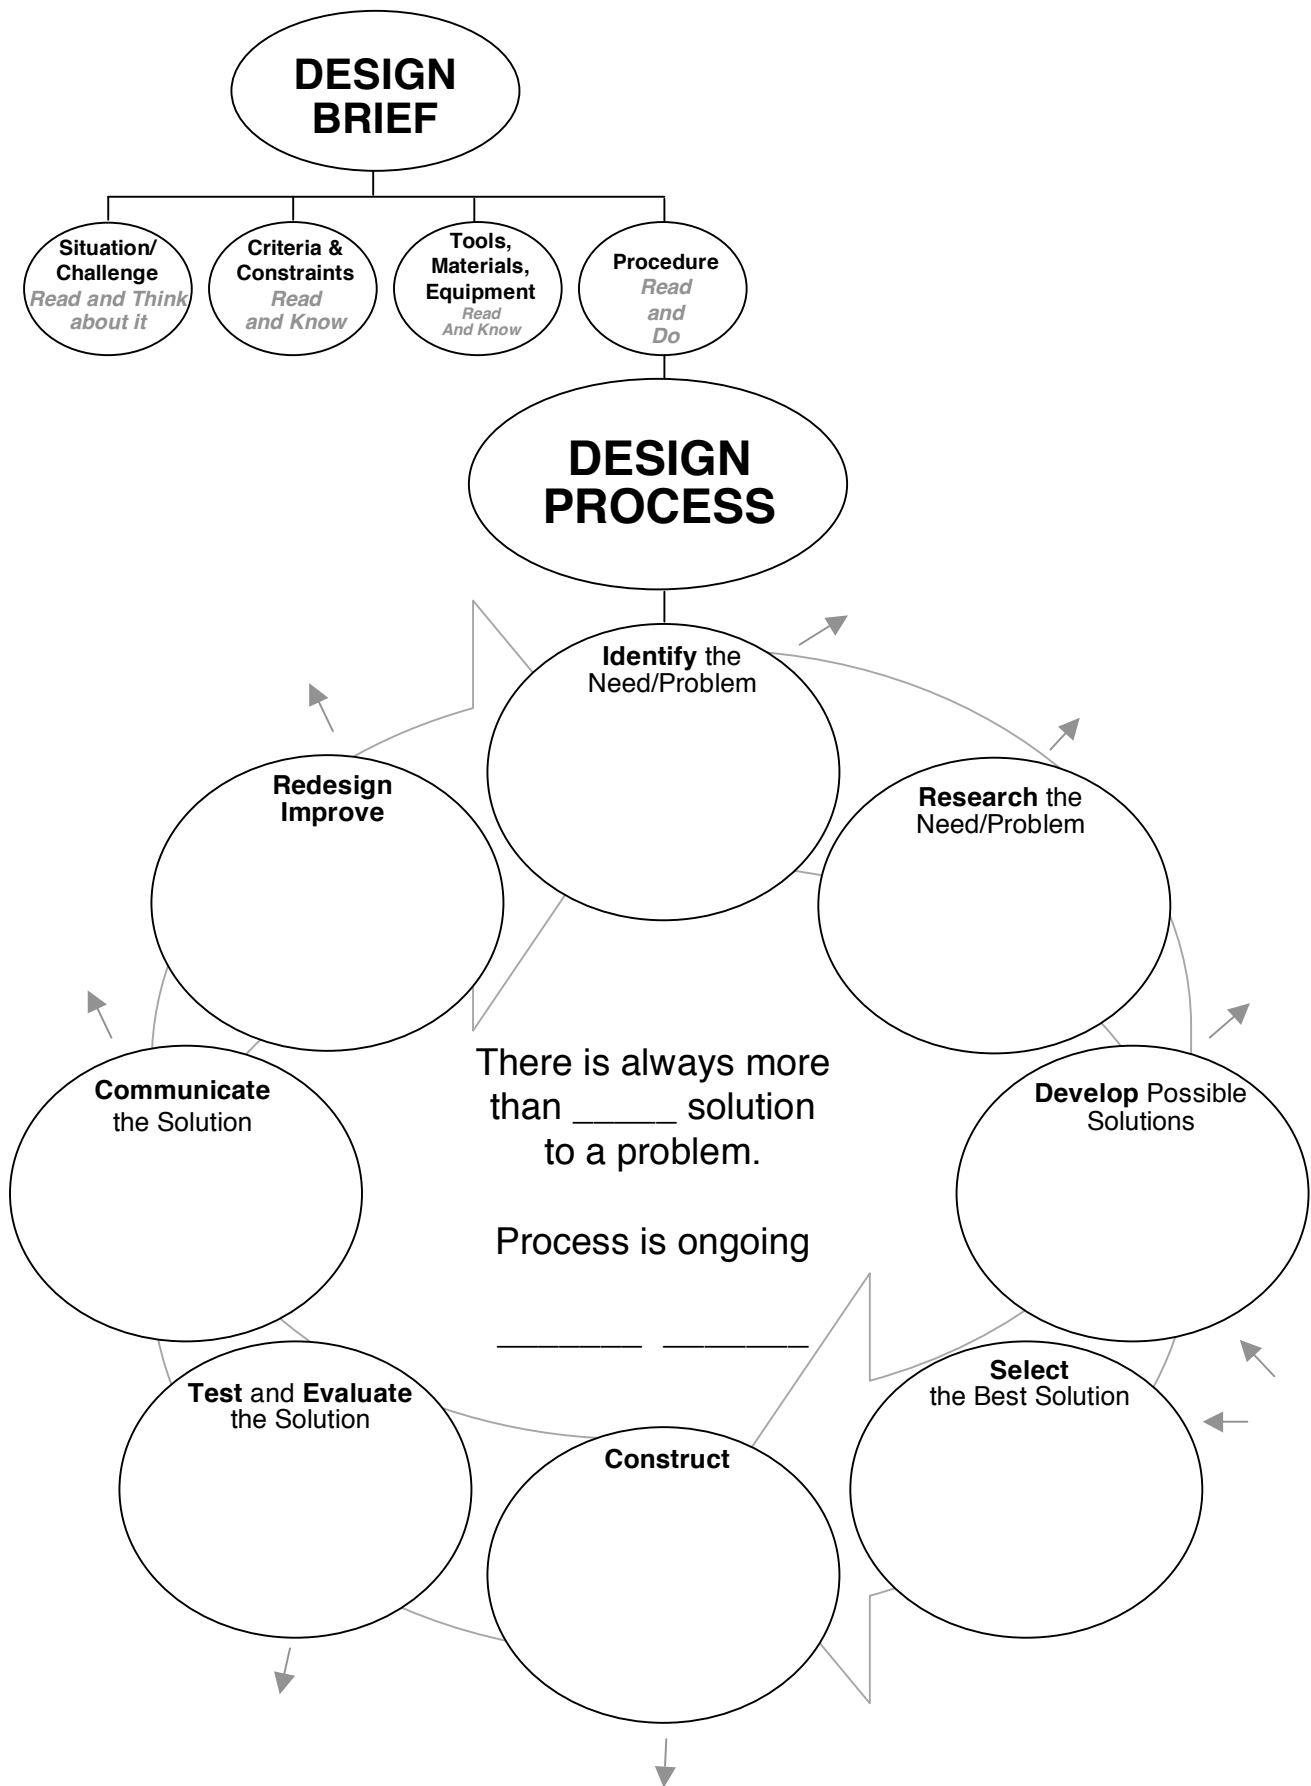 DESIGN
BRIEF
Situation/
Challenge
Read and Think
about it
Criteria &
Constraints
Read
and Know
Tools,
Materials,
Equipment
Read
And Know
Procedure
Read
and
Do
DESIGN
PROCESS
Identify the
Need/Problem
Research the
Need/Problem
Develop Possible
Solutions
Select
the Best Solution
Construct
Test and Evaluate
the Solution
Communicate
the Solution
Redesign
Improve
There is always more
than _____ solution
to a problem.
Process is ongoing
_______ _______